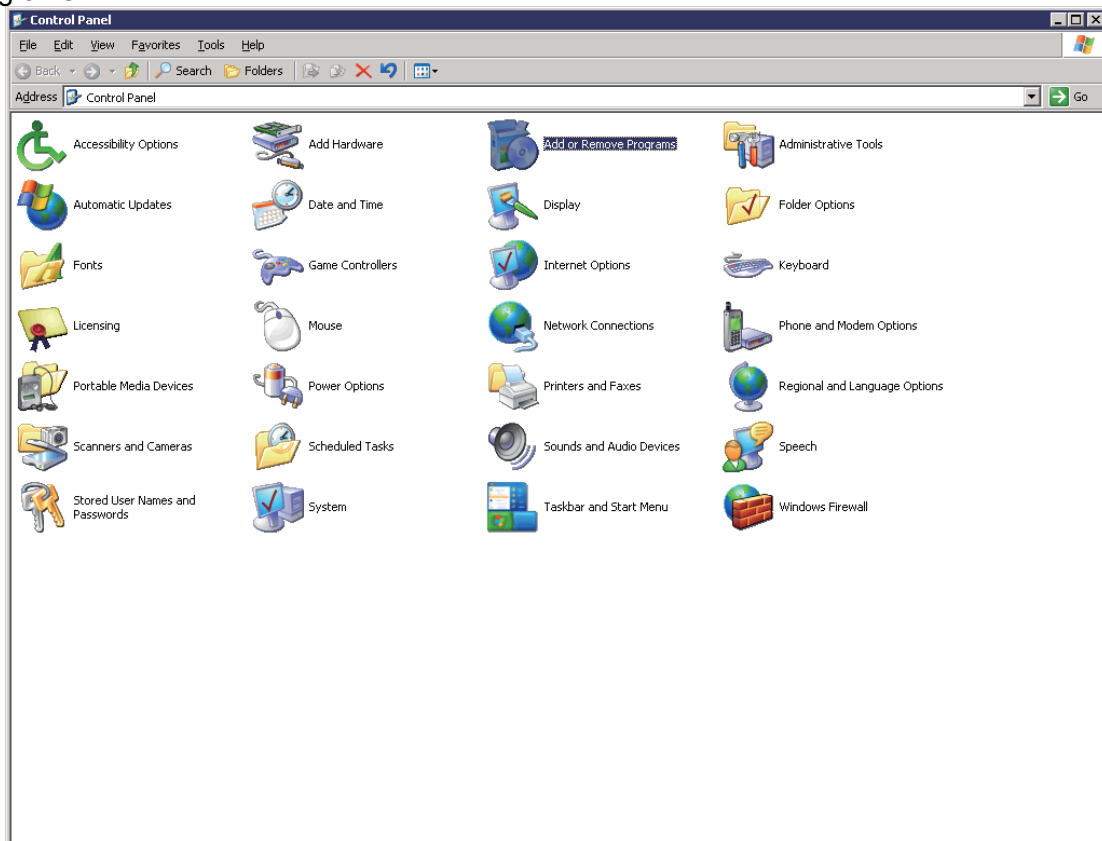 Control Panel
File Edit View Favorites Tools Help
Back Search Folders
Address Control Panel Go
Accessibility Options Add Hardware Add or Remove Programs Administrative Tools
Automatic Updates Date and Time Display Folder Options
Fonts Game Controllers Internet Options Keyboard
Licensing Mouse Network Connections Phone and Modem Options
Portable Media Devices Power Options Printers and Faxes Regional and Language Options
Scanners and Cameras Scheduled Tasks Sounds and Audio Devices Speech
Stored User Names and
Passwords System Taskbar and Start Menu Windows Firewall